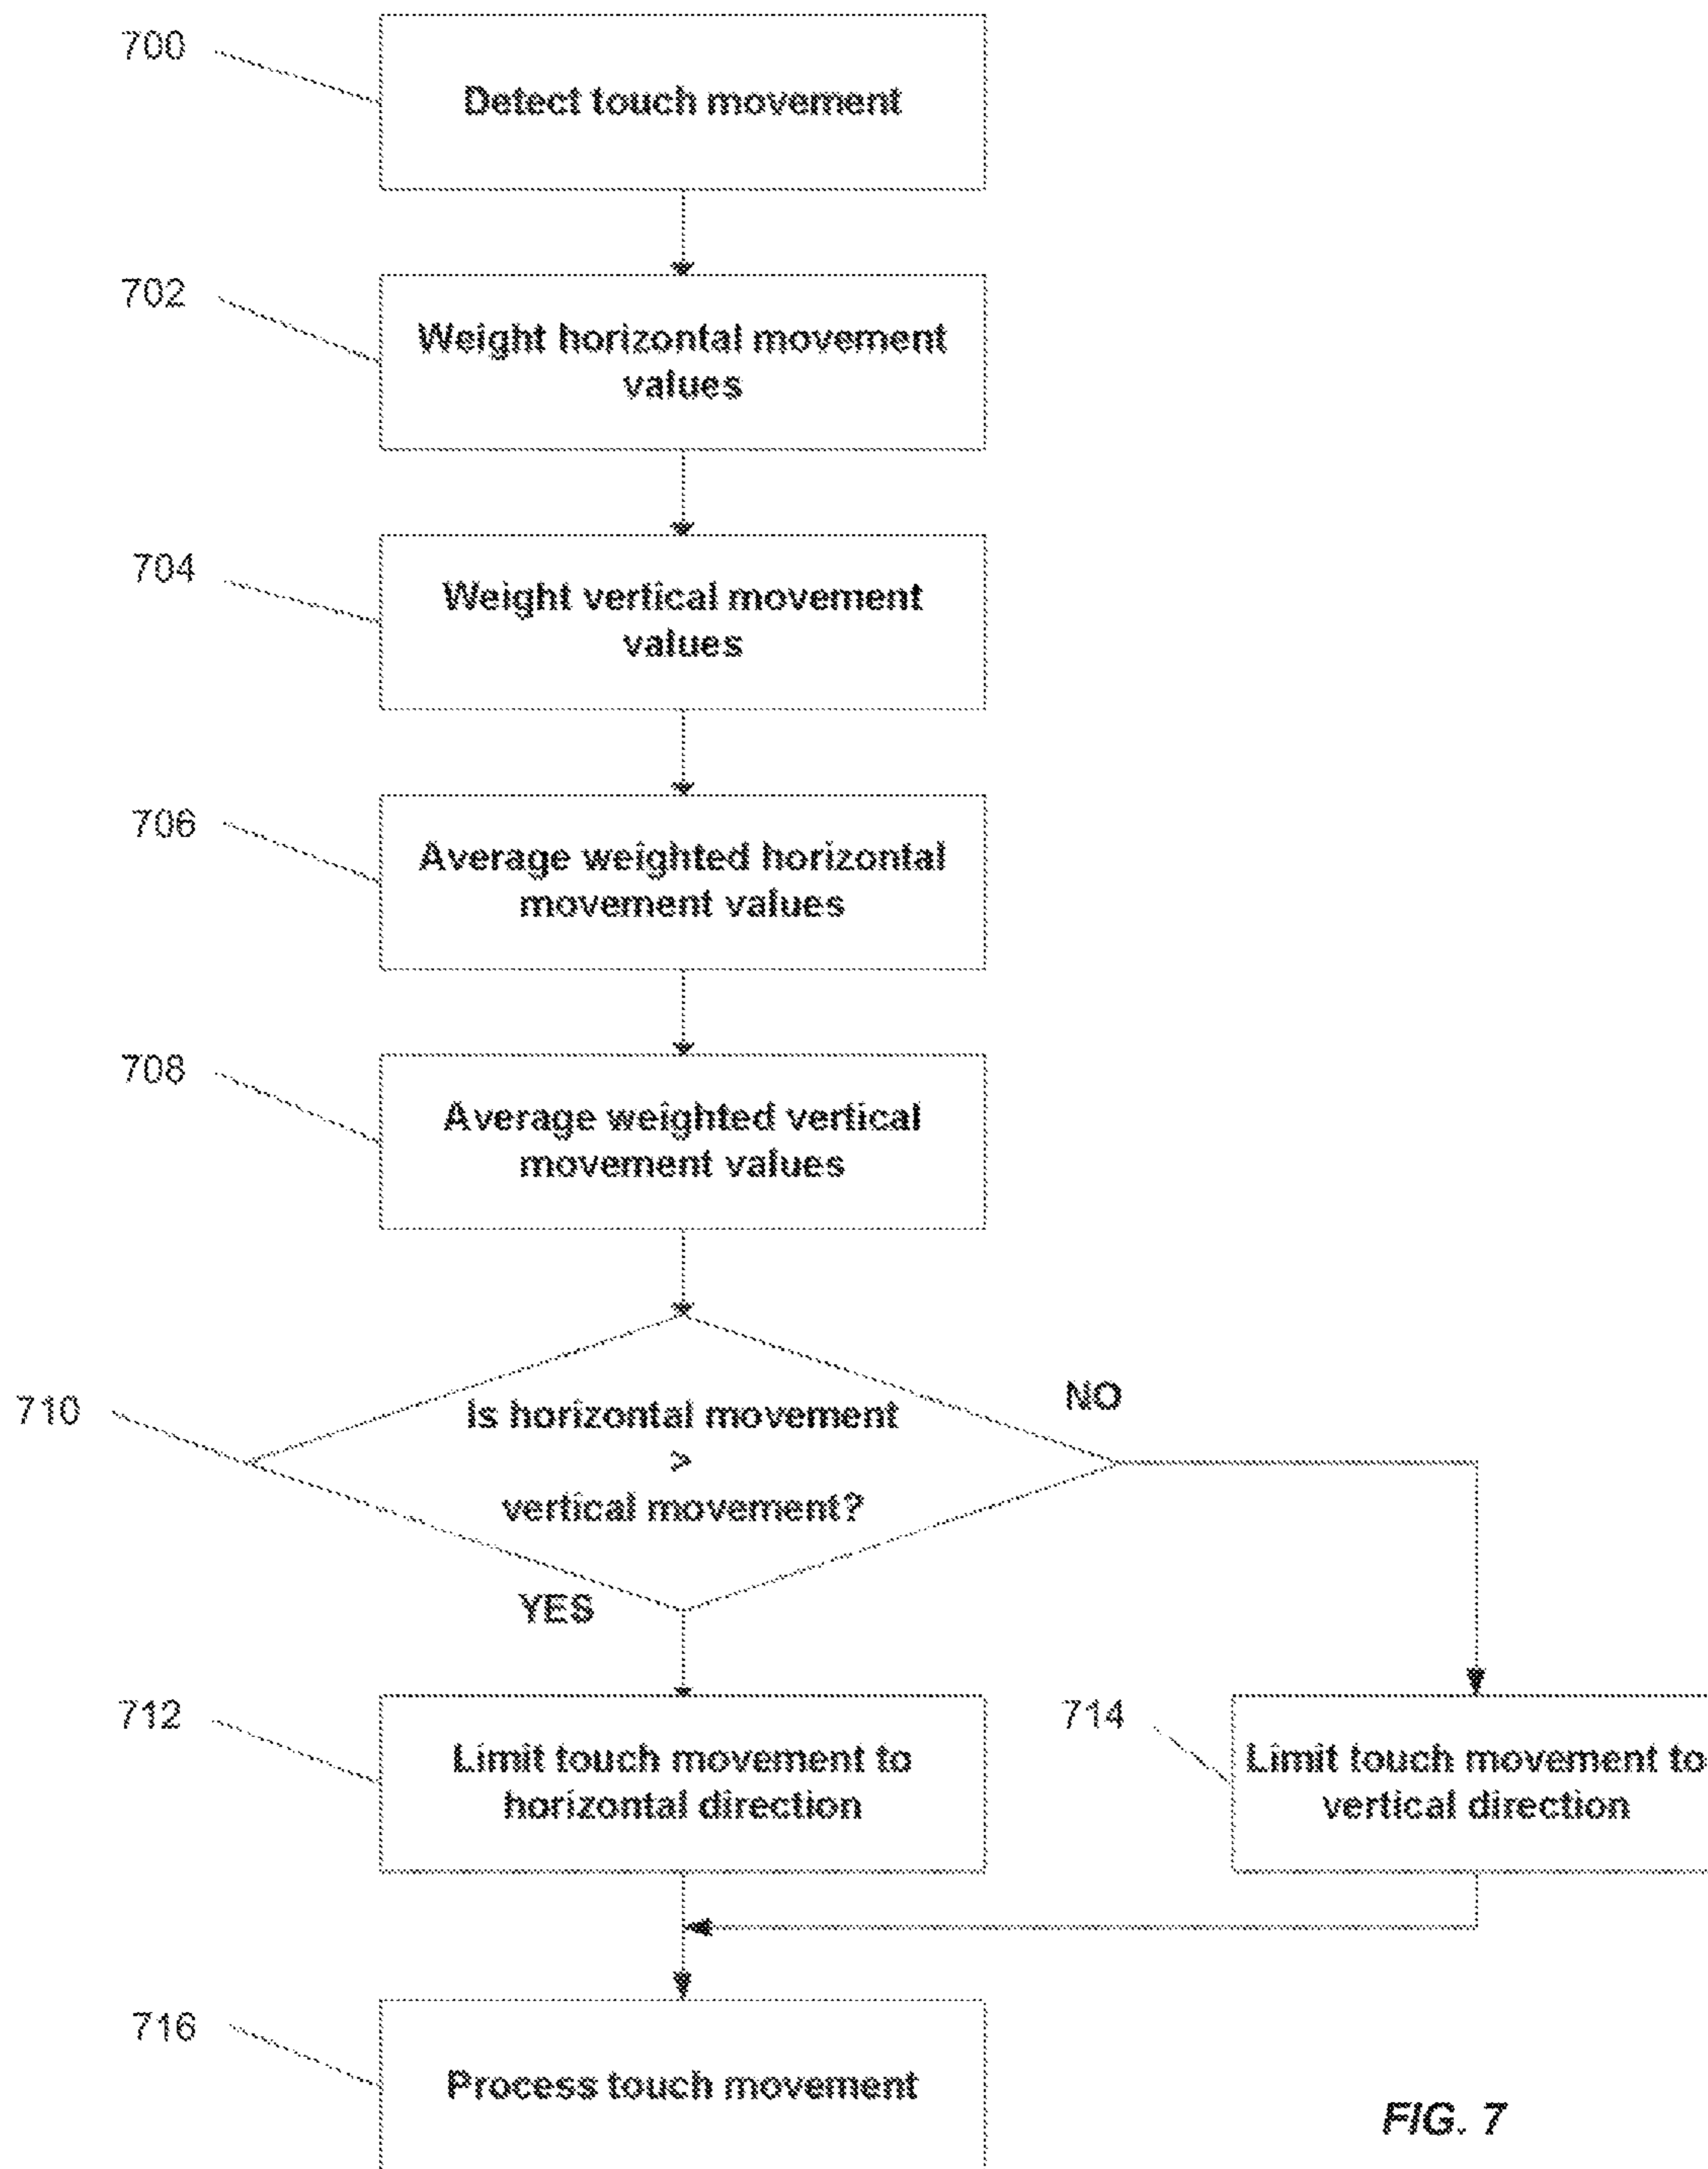 700
Detect touch movement
702
Weight horizontal movement
values
704
Weight vertical movement
values
706
Average weighted horizontal
movement values
708
Average weighted vertical
movement values
710
Is horizontal movement
>
vertical movement?
NO
YES
712
Limit touch movement to
horizontal direction
714
Limit touch movement to
vertical direction
716
Process touch movement
FIG. 7